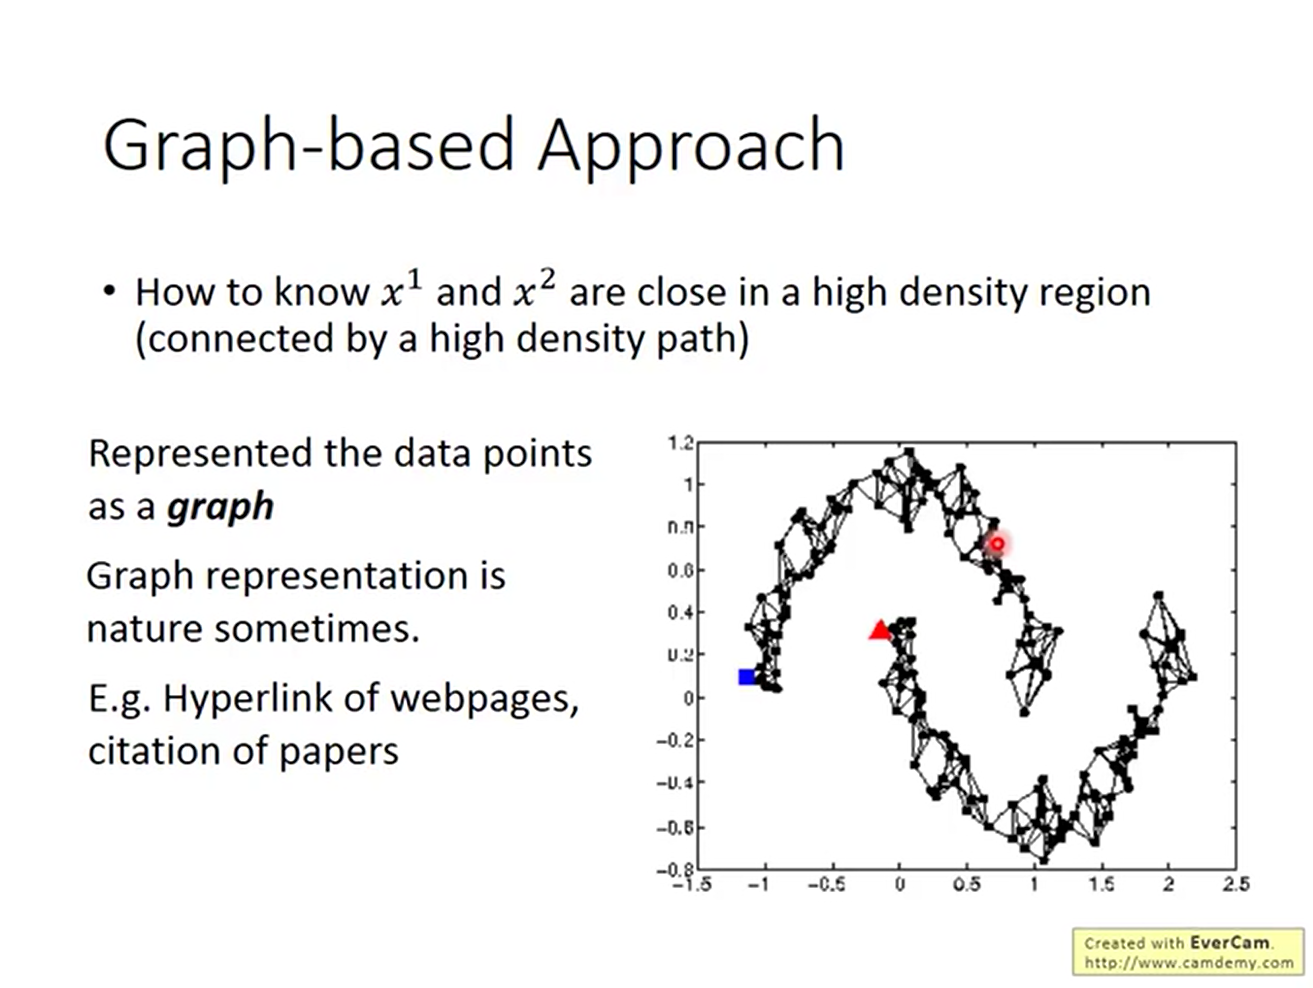 Graph-based Approach
• How to know x¹ and x² are close in a high density region
(connected by a high density path)
Represented the data points
as a graph
Graph representation is
nature sometimes.
E.g. Hyperlink of webpages,
citation of papers
1.2
1
0.8
0.6
0.4
0.2
0
−0.2
−0.4
−0.6
−0.8
−1.5 −1 −0.5 0 0.5 1 1.5 2 2.5
Created with EverCam.
http://www.camdemy.com